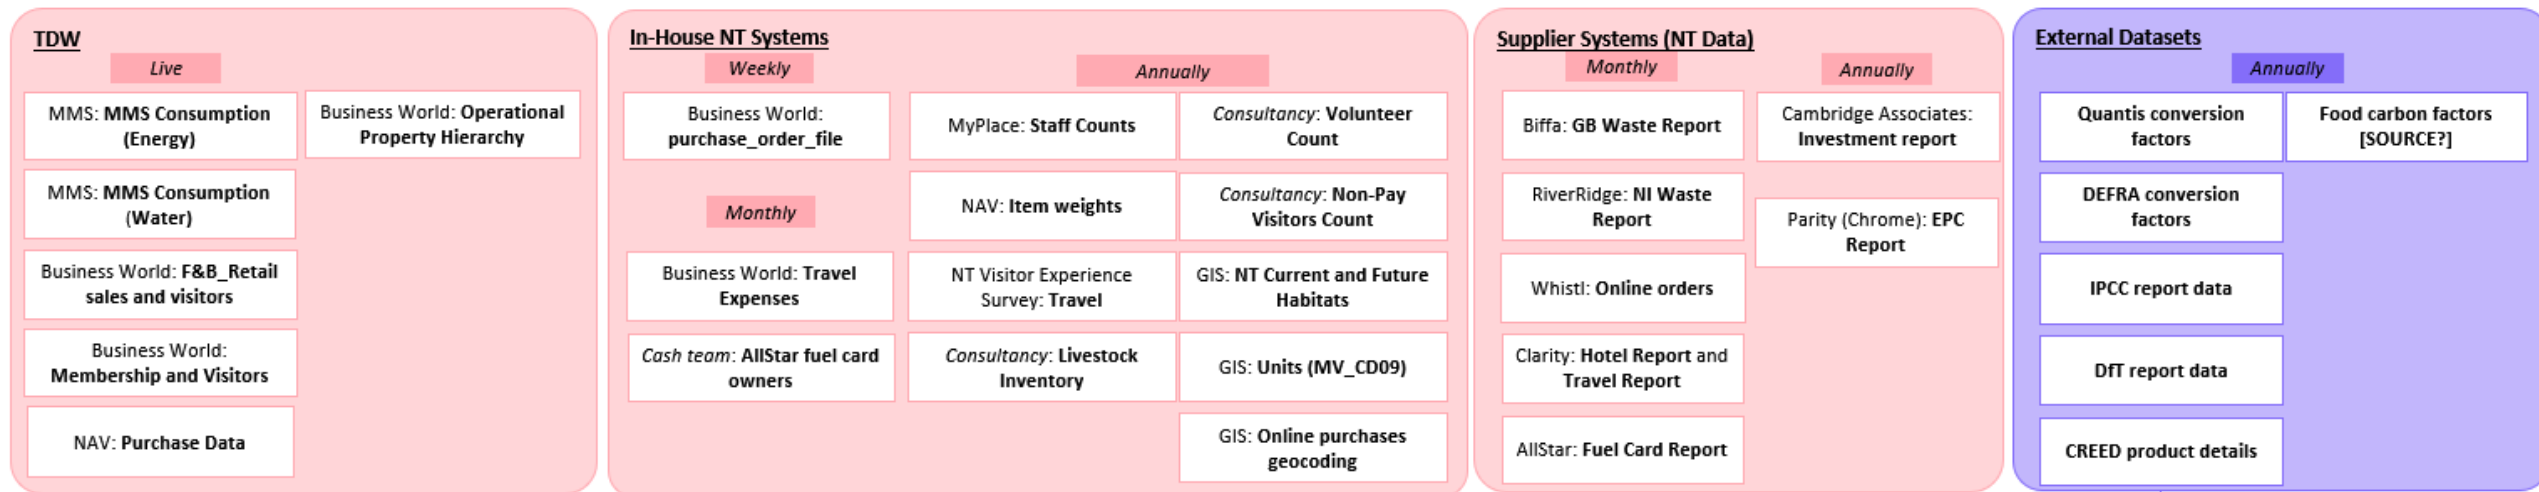 TDW
Live
MMS: MMS Consumption
(Energy)
Business World: Operational
Property Hierarchy
MMS: MMS Consumption
(Water)
Business World: F&B_Retail
sales and visitors
Business World:
Membership and Visitors
NAV: Purchase Data
In-House NT Systems
Weekly
Business World:
purchase_order_file
Monthly
Business World: Travel
Expenses
Cash team: AllStar fuel card
owners
Annually
MyPlace: Staff Counts
Consultancy: Volunteer
Count
NAV: Item weights
Consultancy: Non-Pay
Visitors Count
NT Visitor Experience
Survey: Travel
GIS: NT Current and Future
Habitats
Consultancy: Livestock
Inventory
GIS: Units (MV_CD09)
GIS: Online purchases
geocoding
Supplier Systems (NT Data)
Monthly
Biffa: GB Waste Report
RiverRidge: NI Waste
Report
Whistl: Online orders
Clarity: Hotel Report and
Travel Report
AllStar: Fuel Card Report
Annually
Cambridge Associates:
Investment report
Parity (Chrome): EPC
Report
External Datasets
Annually
Quantis conversion
factors
Food carbon factors
[SOURCE?]
DEFRA conversion
factors
IPCC report data
DfT report data
CREED product details